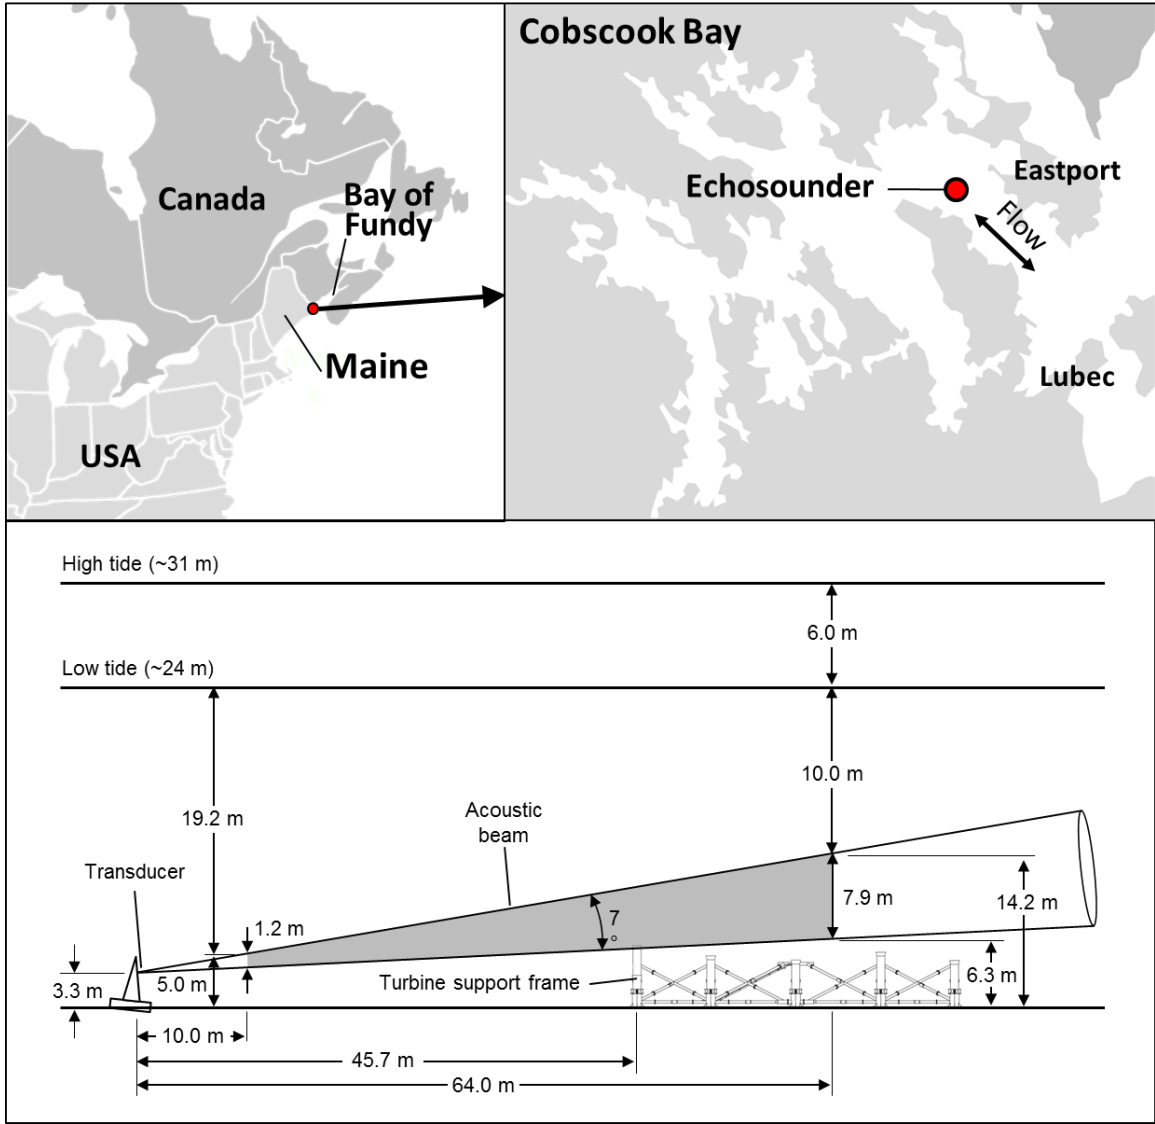 Cobscook Bay
Canada
Bay of
Fundy
Maine
USA
Echosounder
Eastport
Flow
Lubec
High tide (~31 m)
6.0 m
Low tide (~24 m)
10.0 m
19.2 m
Acoustic
beam
Transducer
7.9 m
14.2 m
1.2 m
7
°
6.3 m
3.3 m
5.0 m
Turbine support frame
10.0 m
45.7 m
64.0 m